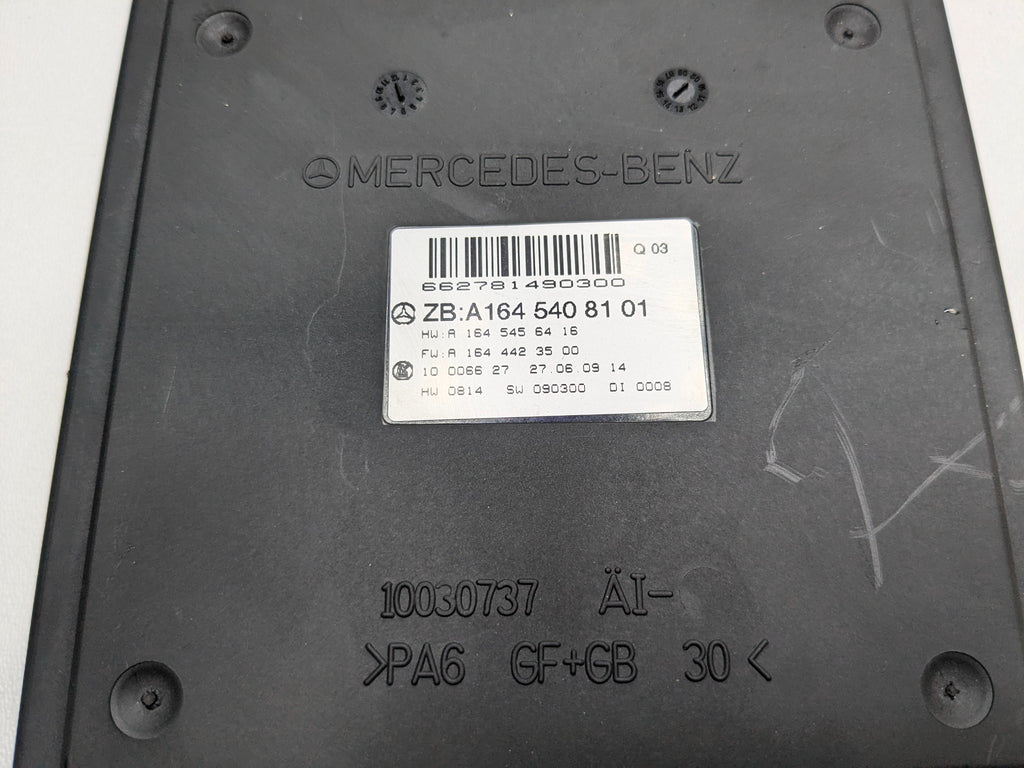 MERCEDES-BENZ
Q 03
662781490300
ZB:A164 540 81 01
HW:A 164 545 64 16
FW:A 164 442 35 00
10 0066 27 27.06.09 14
HW 0814 SW 090300 DI 0008
10030737 ÄI-
>PA6 GF+GB 30<